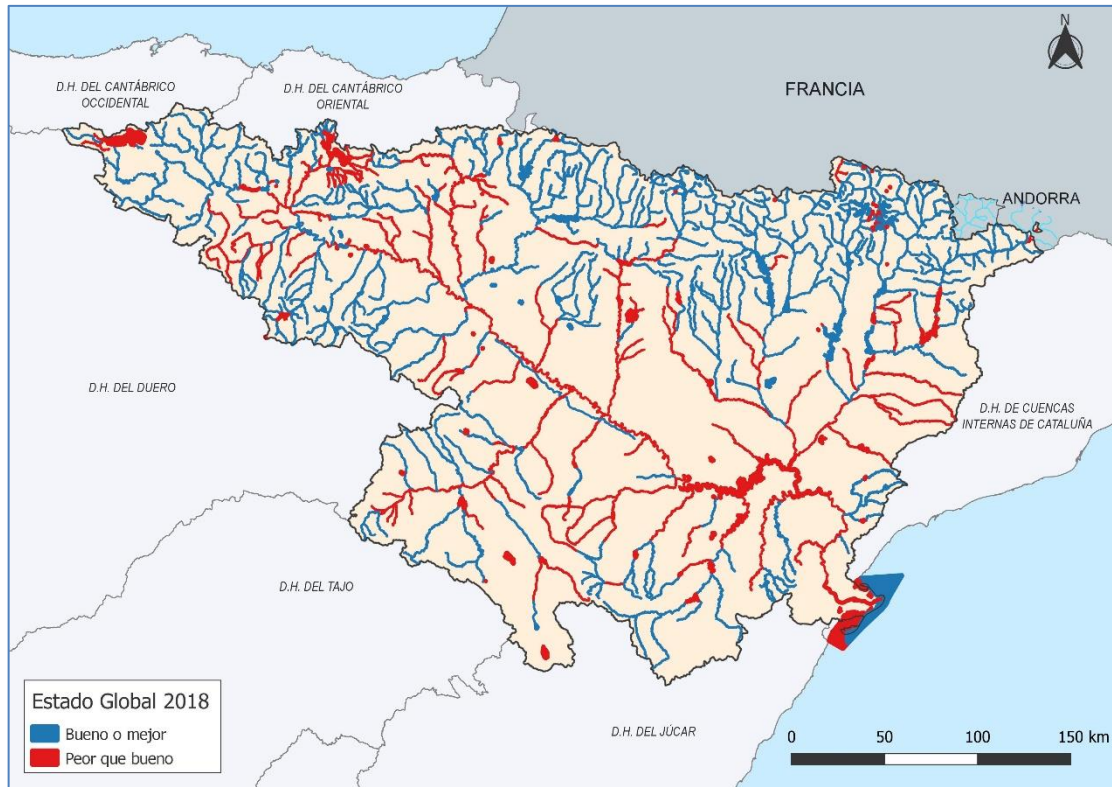 N
D.H. DEL CANTÁBRICO
OCCIDENTAL
D.H. DEL CANTÁBRICO
ORIENTAL
FRANCIA
ANDORRA
D.H. DEL DUERO
D.H. DE CUENCAS
INTERNAS DE CATALUÑA
D.H. DEL TAJO
D.H. DEL JÚCAR
Estado Global 2018
Bueno o mejor
Peor que bueno
0 50 100 150 km